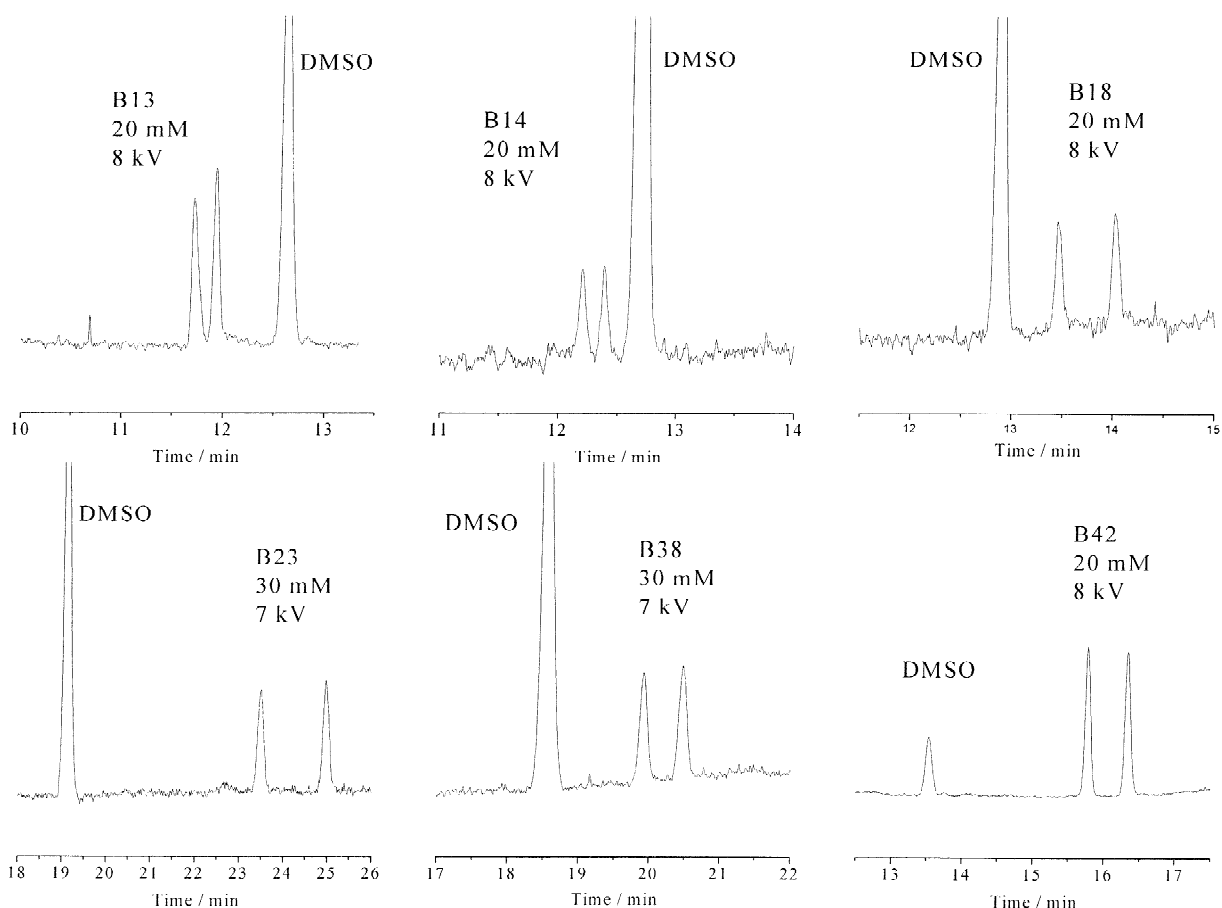 DMSO
B13
20 mM
8 kV
10 11 12 13
Time / min
DMSO
B14
20 mM
8 kV
11 12 13 14
Time / min
DMSO
B18
20 mM
8 kV
12 13 14 15
Time / min
DMSO
B23
30 mM
7 kV
18 19 20 21 22 23 24 25 26
Time / min
DMSO
B38
30 mM
7 kV
17 18 19 20 21 22
Time / min
B42
20 mM
8 kV
DMSO
13 14 15 16 17
Time / min